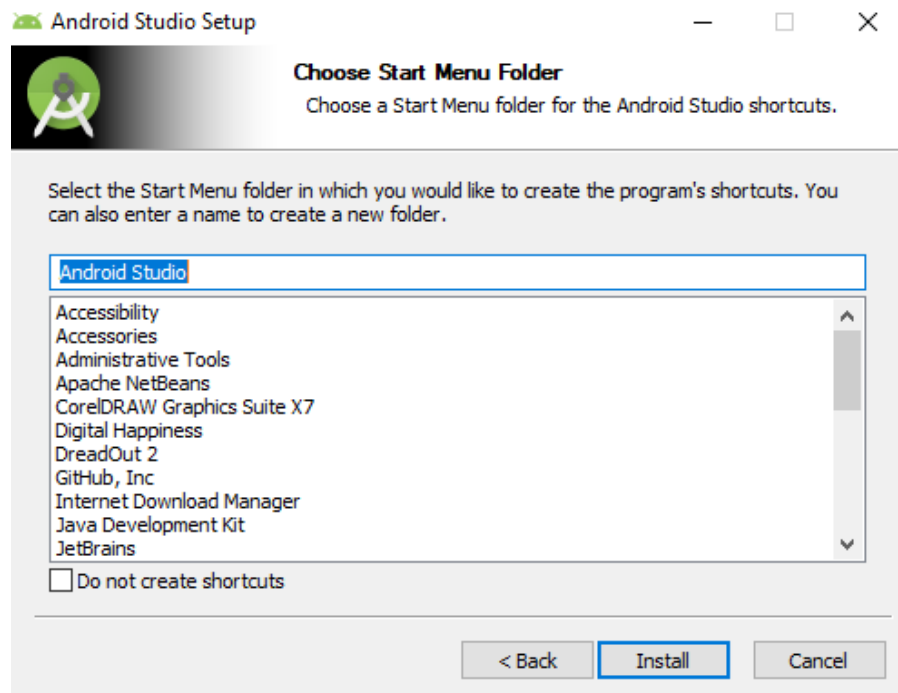 Android Studio Setup
Choose Start Menu Folder
Choose a Start Menu folder for the Android Studio shortcuts.
Select the Start Menu folder in which you would like to create the program's shortcuts. You
can also enter a name to create a new folder.
Android Studio
Accessibility
Accessories
Administrative Tools
Apache NetBeans
CorelDRAW Graphics Suite X7
Digital Happiness
DreadOut 2
GitHub, Inc
Internet Download Manager
Java Development Kit
JetBrains
Do not create shortcuts
< Back Install Cancel